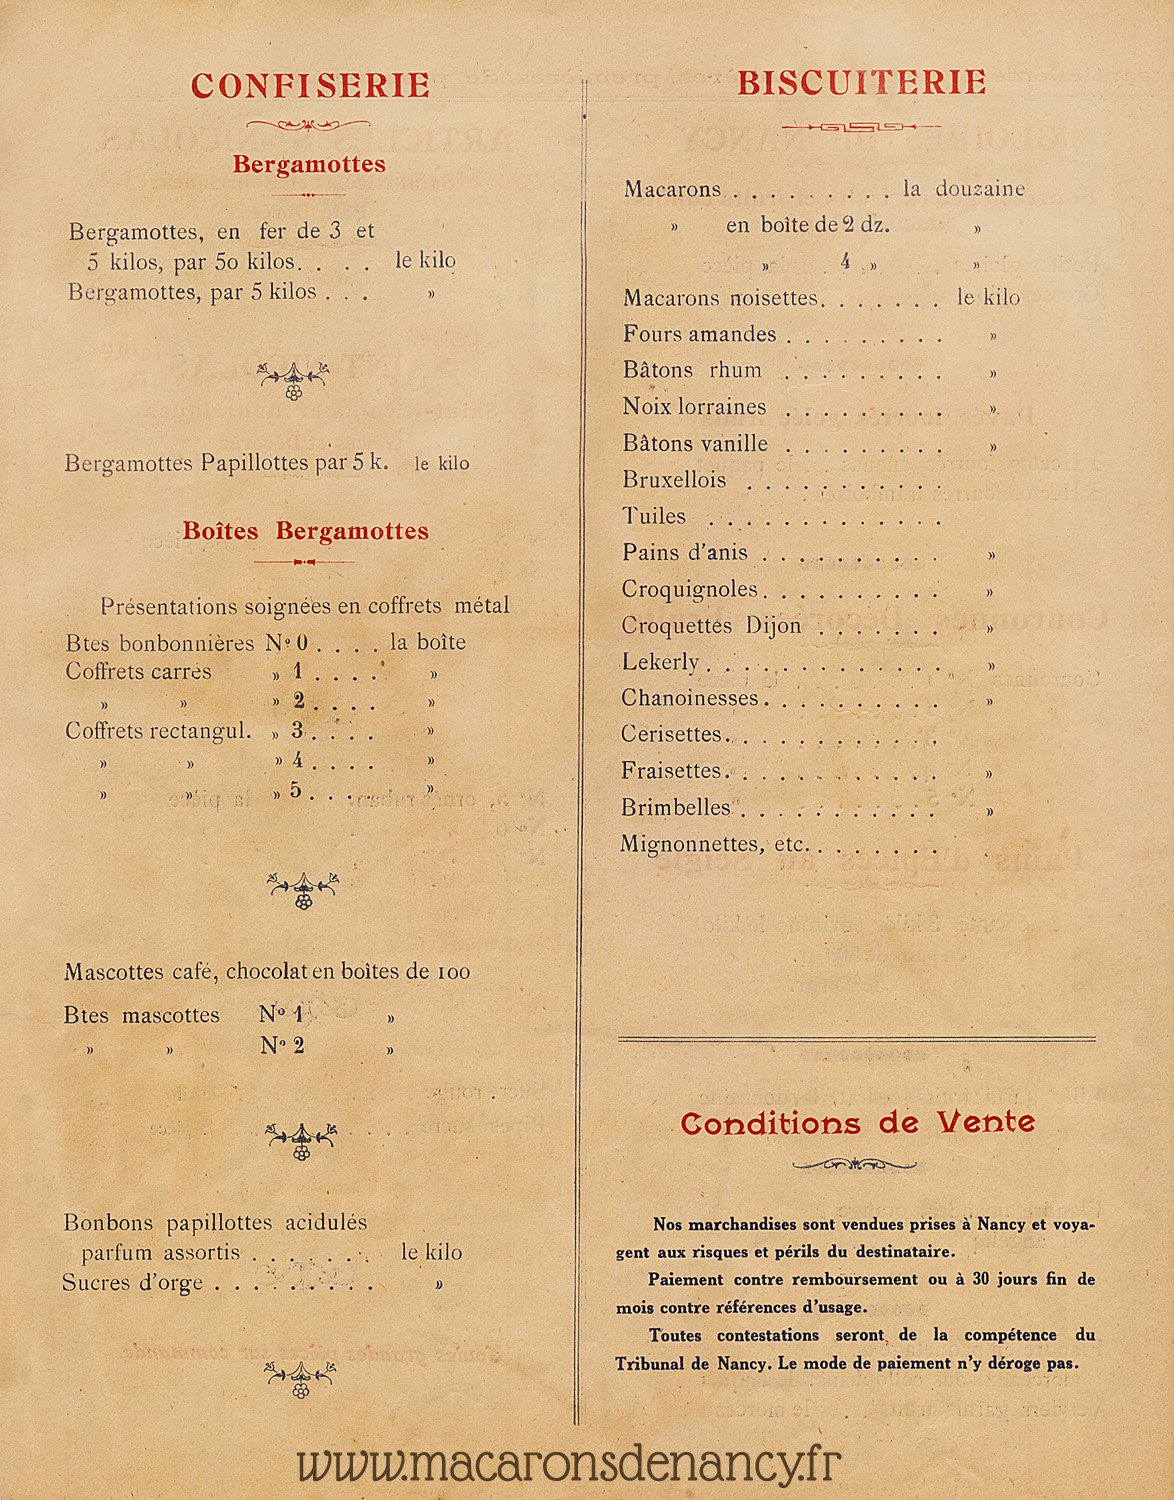 CONFISERIE
Bergamottes
Bergamottes, en fer de 3 et
5 kilos, par 50 kilos. . . . le kilo
Bergamottes, par 5 kilos . . . »
Bergamottes Papillottes par 5 k. le kilo
Boîtes Bergamottes
Présentations soignées en coffrets métal
Btes bonbonnières Nº 0 . . . . la boîte
Coffrets carrés » 1 . . . . »
» » » 2 . . . . »
Coffrets rectangul. » 3 . . . . »
» » » 4 . . . . »
» » » 5 . . . . »
Mascottes café, chocolat en boîtes de 100
Btes mascottes Nº 1 »
» » Nº 2 »
Bonbons papillottes acidulés
parfum assortis . . . . . . . le kilo
Sucres d'orge . . . . . . . . . »
BISCUITERIE
Macarons . . . . . . . . . la douzaine
» en boîte de 2 dz. »
» 4 » »
Macarons noisettes. . . . . . . le kilo
Fours amandes . . . . . . . . . »
Bâtons rhum . . . . . . . . . »
Noix lorraines . . . . . . . . . »
Bâtons vanille . . . . . . . . . »
Bruxellois . . . . . . . . . . .
Tuiles . . . . . . . . . . . . .
Pains d'anis . . . . . . . . . . »
Croquignoles. . . . . . . . . . »
Croquettes Dijon . . . . . . . »
Lekerly. . . . . . . . . . . . . »
Chanoinesses. . . . . . . . . . »
Cerisettes. . . . . . . . . . . .
Fraisettes. . . . . . . . . . . . »
Brimbelles . . . . . . . . . . . »
Mignonnettes, etc. . . . . . . .
Conditions de Vente
Nos marchandises sont vendues prises à Nancy et voya-
gent aux risques et périls du destinataire.
Paiement contre remboursement ou à 30 jours fin de
mois contre références d'usage.
Toutes contestations seront de la compétence du
Tribunal de Nancy. Le mode de paiement n'y déroge pas.
www.macaronsdenancy.fr